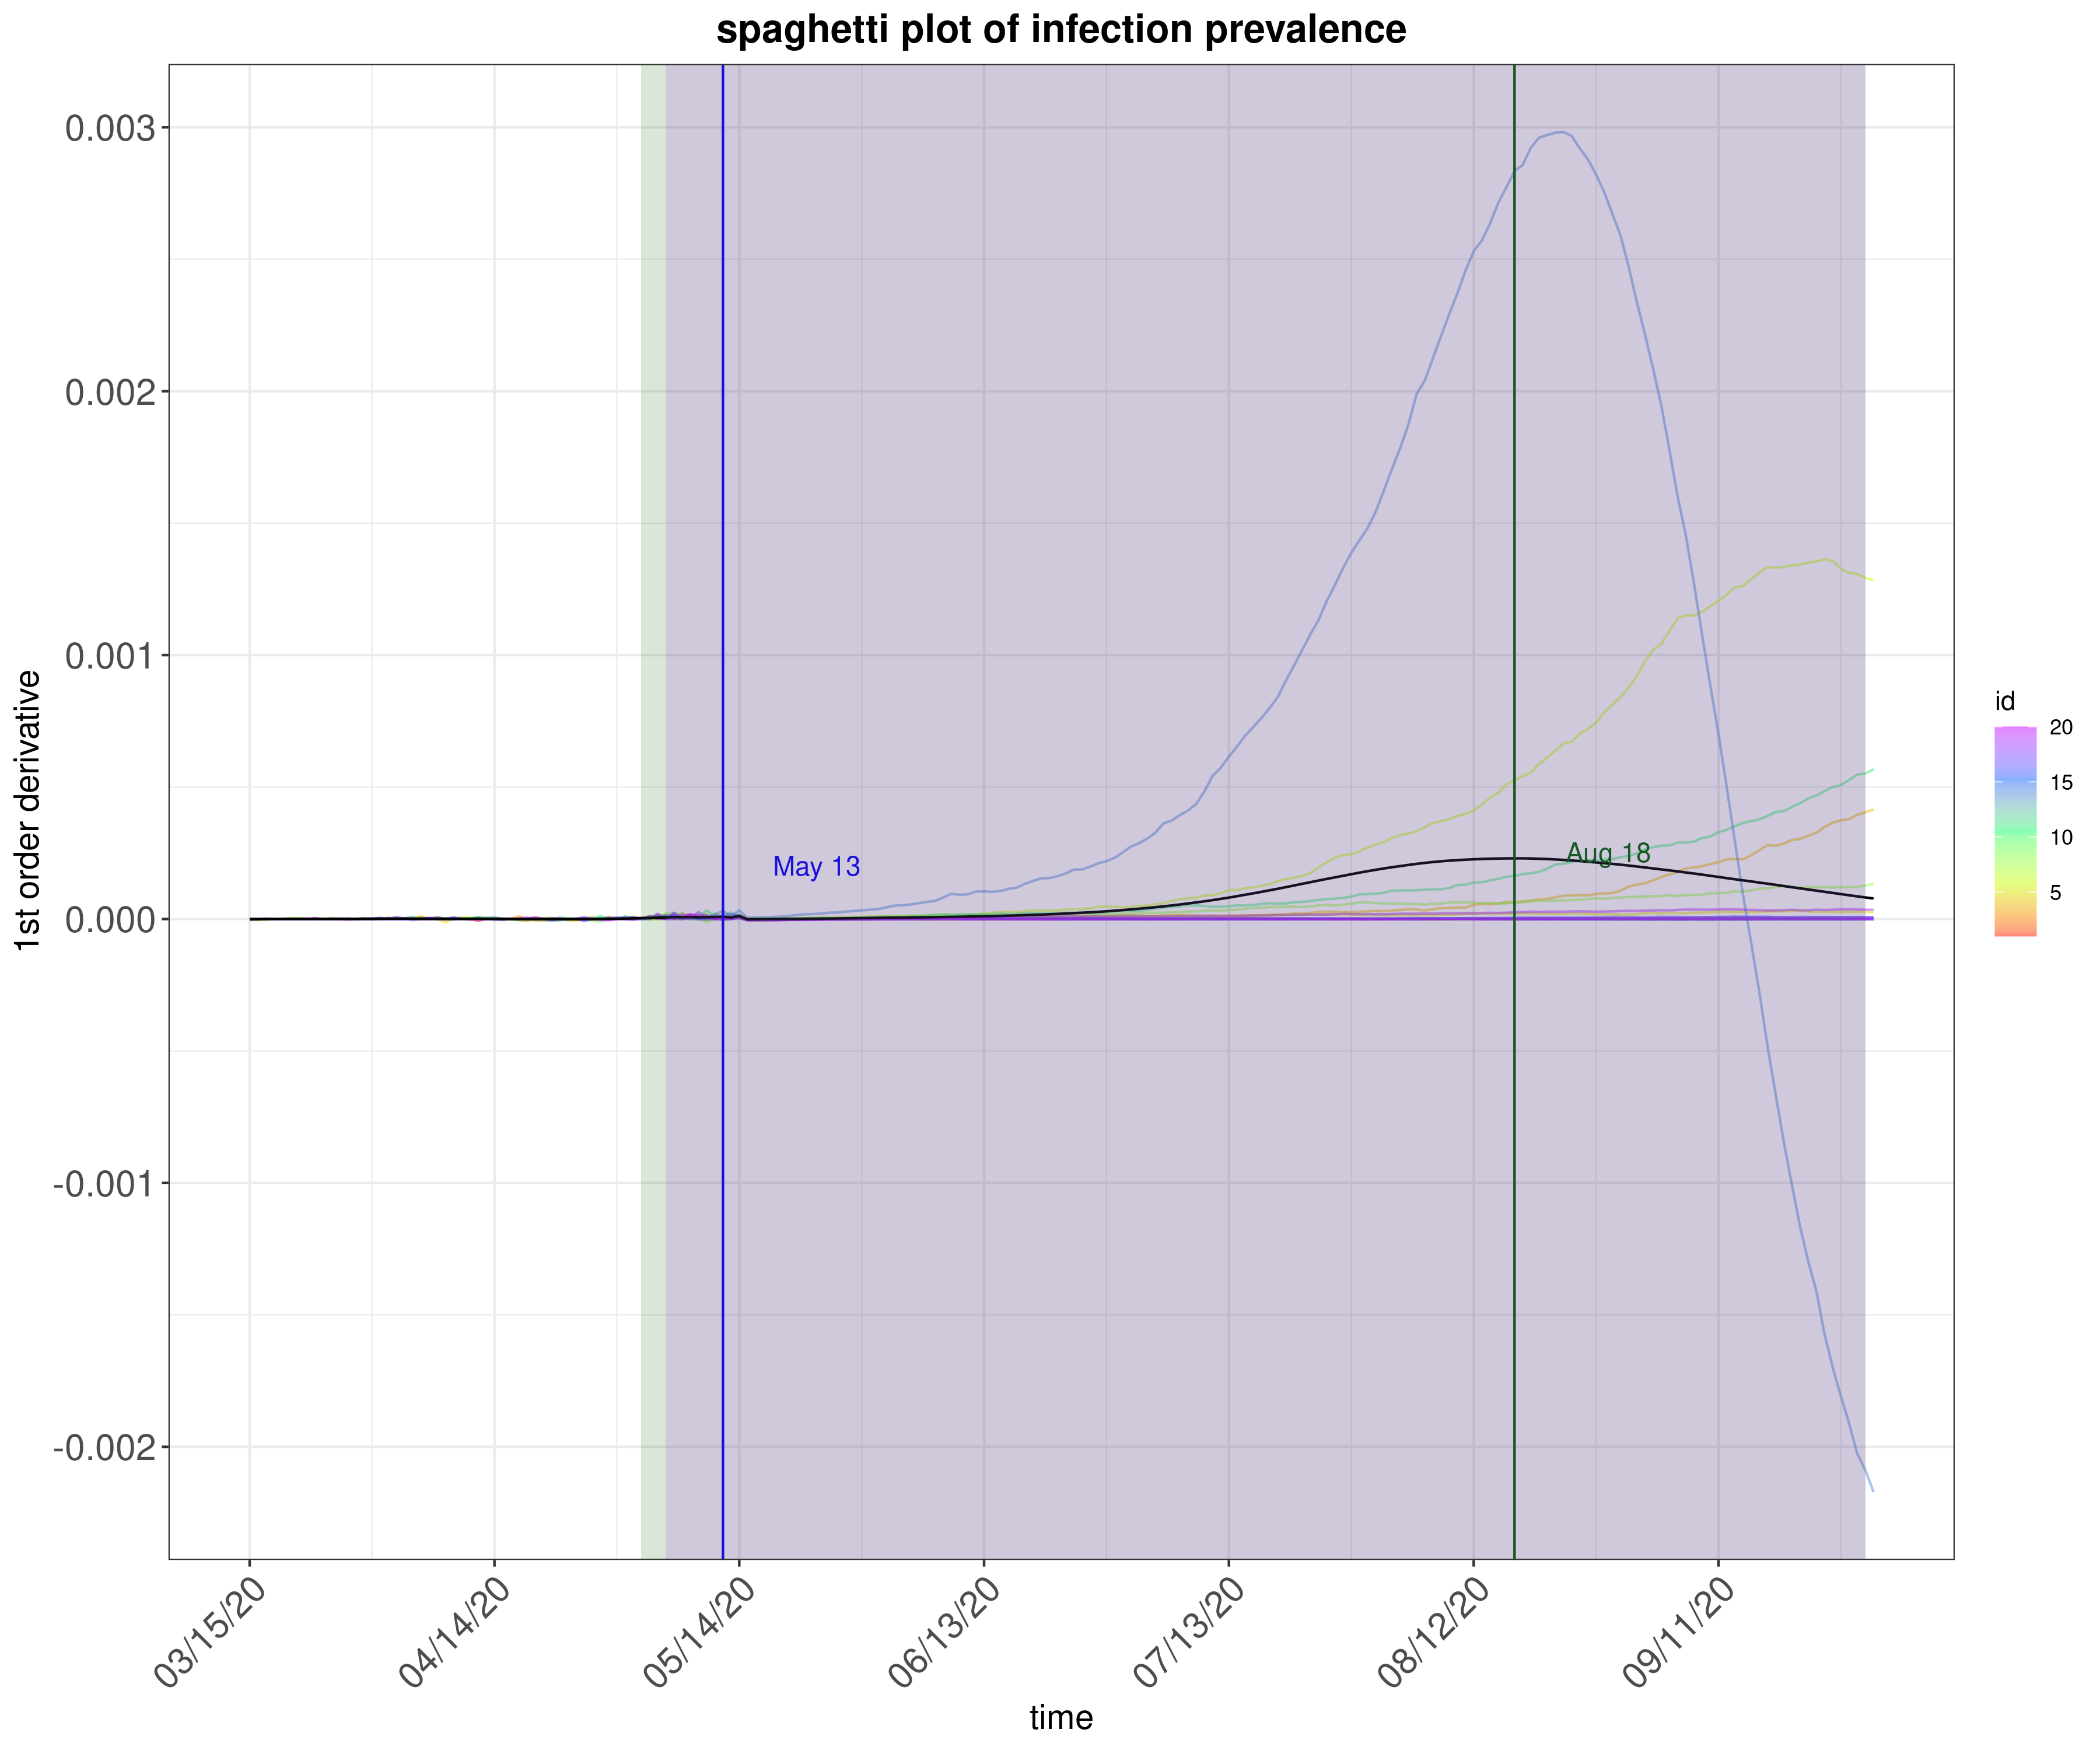 spaghetti plot of infection prevalence
0.003
0.002
0.001
0.000
-0.001
-0.002
1st order derivative
May 13
Aug 18
03/15/20
04/14/20
05/14/20
06/13/20
07/13/20
08/12/20
09/11/20
time
id
20
15
10
5